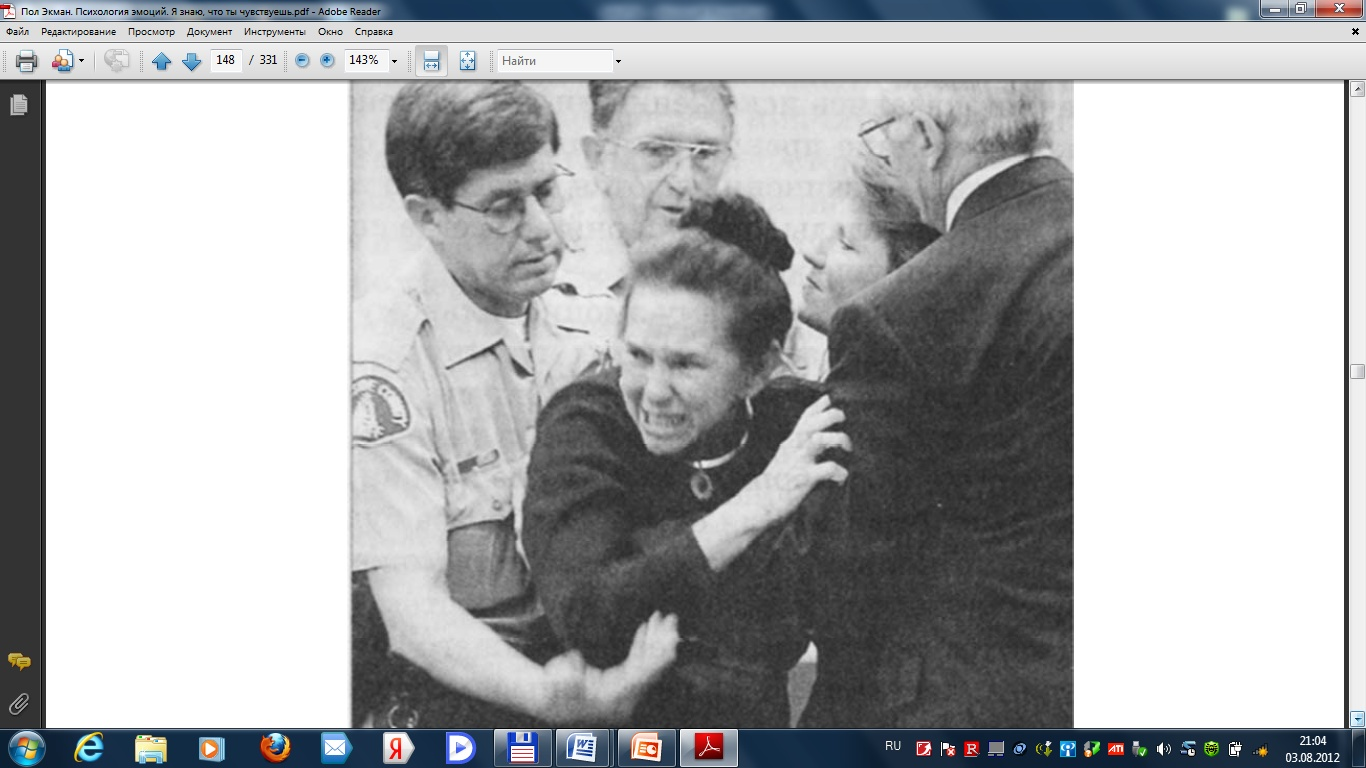 Пол Экман. Психология эмоций. Я знаю, что ты чувствуешь.pdf - Adobe Reader
Файл Редактирование Просмотр Документ Инструменты Окно Справка
148 / 331 143% Найти
RU 21:04
03.08.2012